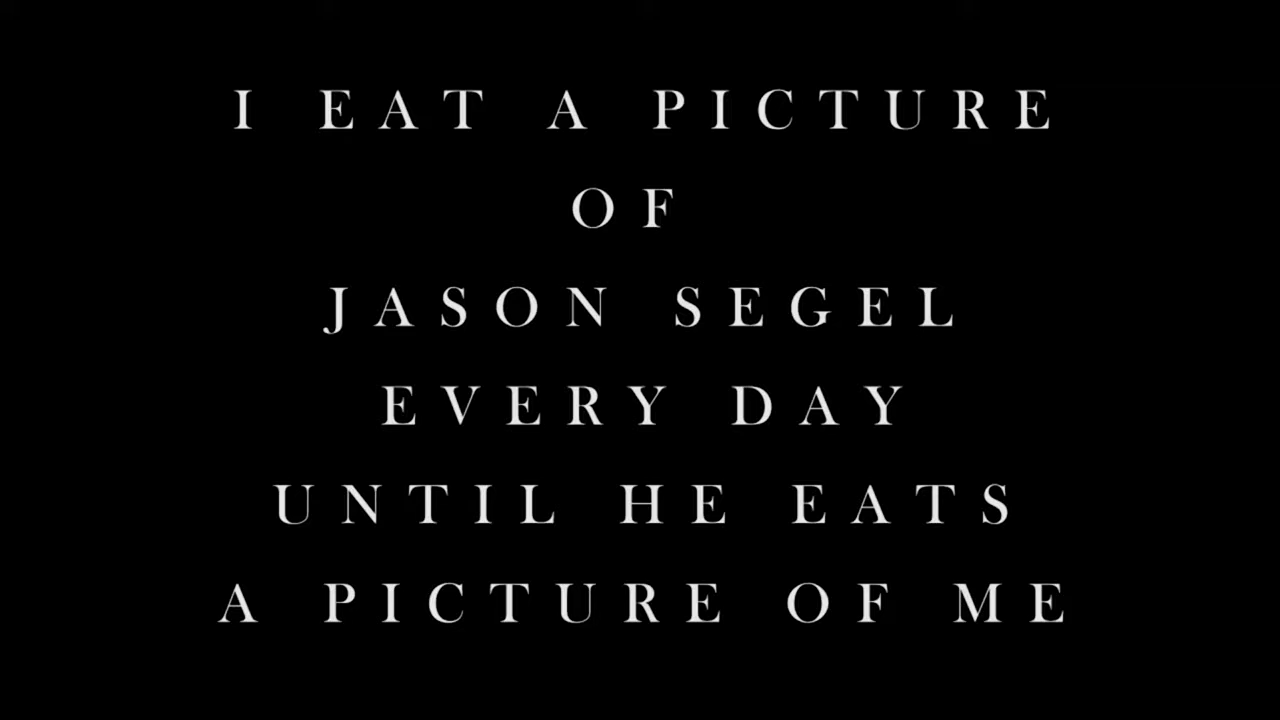 I EAT A PICTURE
OF
JASON SEGEL
EVERY DAY
UNTIL HE EATS
A PICTURE OF ME